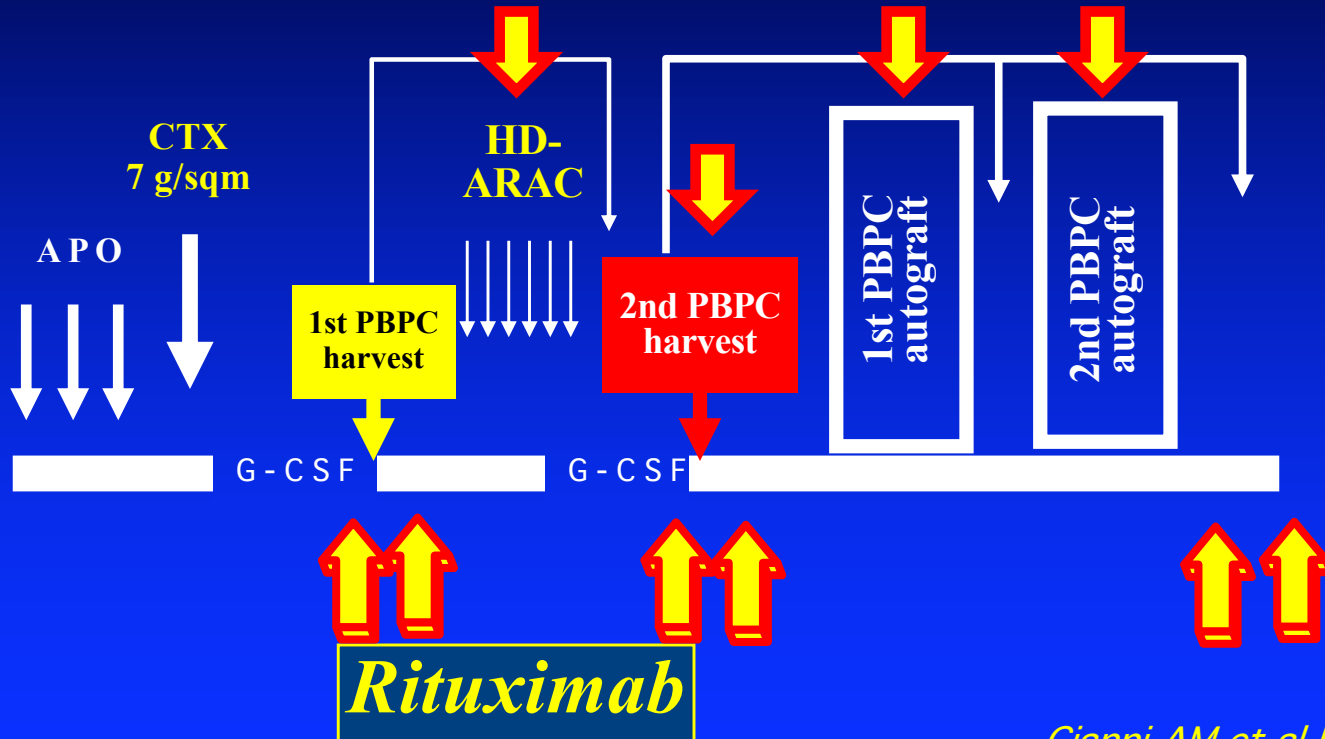 CTX
7 g/sqm
HD-
ARAC
A P O
1st PBPC
harvest
2nd PBPC
harvest
1st PBPC
autograft
2nd PBPC
autograft
G-CSF
G-CSF
Rituximab
Gianni AM et al